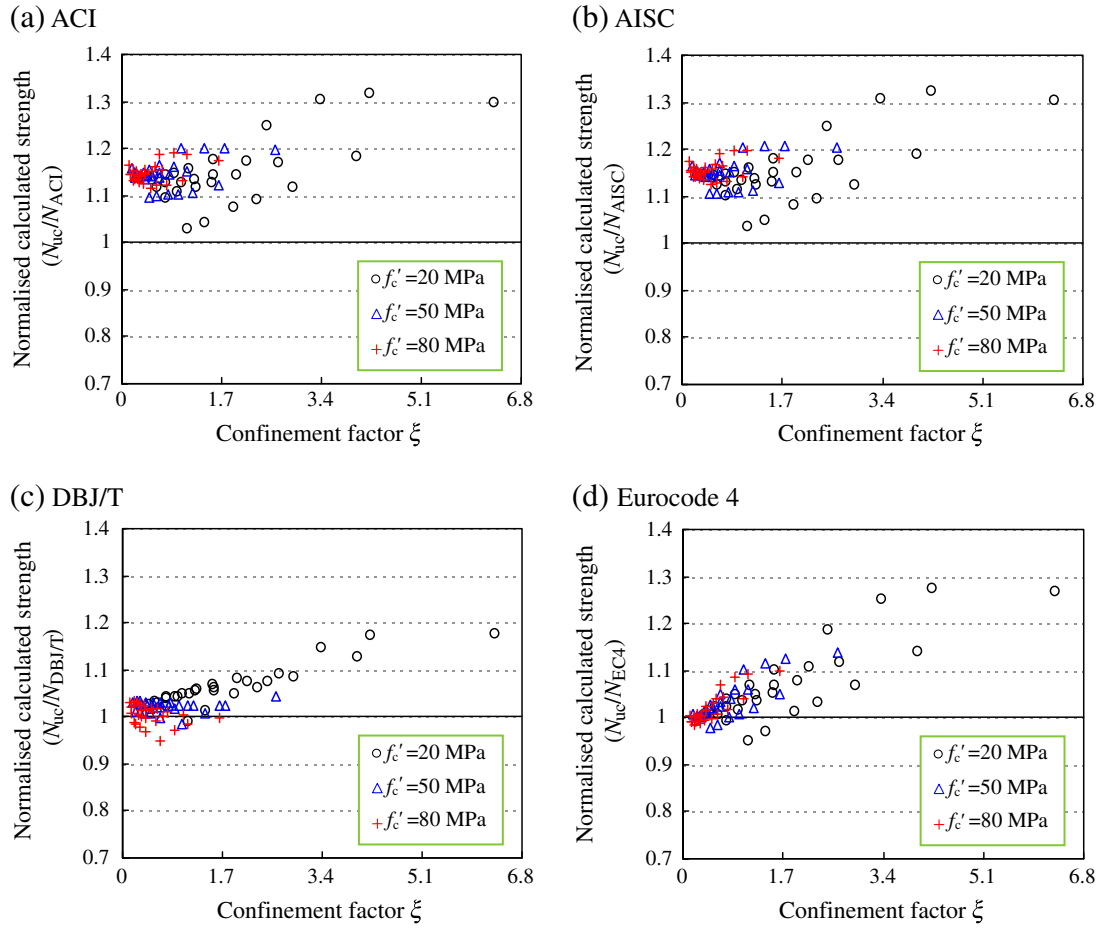 (a) ACI
Normalised calculated strength
(Nuc/NACI)
1.4
1.3
1.2
1.1
1
0.9
0.8
0.7
fc′=20 MPa
fc′=50 MPa
fc′=80 MPa
0 1.7 3.4 5.1 6.8
Confinement factor ξ
(b) AISC
Normalised calculated strength
(Nuc/NAISC)
1.4
1.3
1.2
1.1
1
0.9
0.8
0.7
fc′=20 MPa
fc′=50 MPa
fc′=80 MPa
0 1.7 3.4 5.1 6.8
Confinement factor ξ
(c) DBJ/T
Normalised calculated strength
(Nuc/NDBJ/T)
1.4
1.3
1.2
1.1
1
0.9
0.8
0.7
fc′=20 MPa
fc′=50 MPa
fc′=80 MPa
0 1.7 3.4 5.1 6.8
Confinement factor ξ
(d) Eurocode 4
Normalised calculated strength
(Nuc/NEC4)
1.4
1.3
1.2
1.1
1
0.9
0.8
0.7
fc′=20 MPa
fc′=50 MPa
fc′=80 MPa
0 1.7 3.4 5.1 6.8
Confinement factor ξ